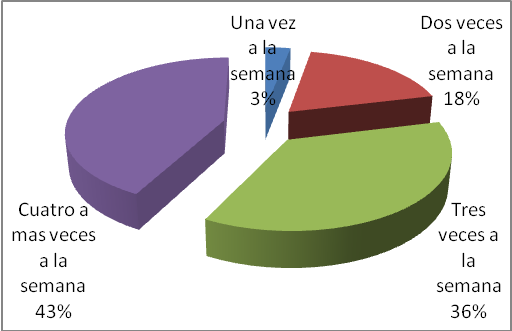 Una vez
a la
semana
3%
Dos veces
a la
semana
18%
Tres
veces a
la
semana
36%
Cuatro a
mas veces
a la
semana
43%